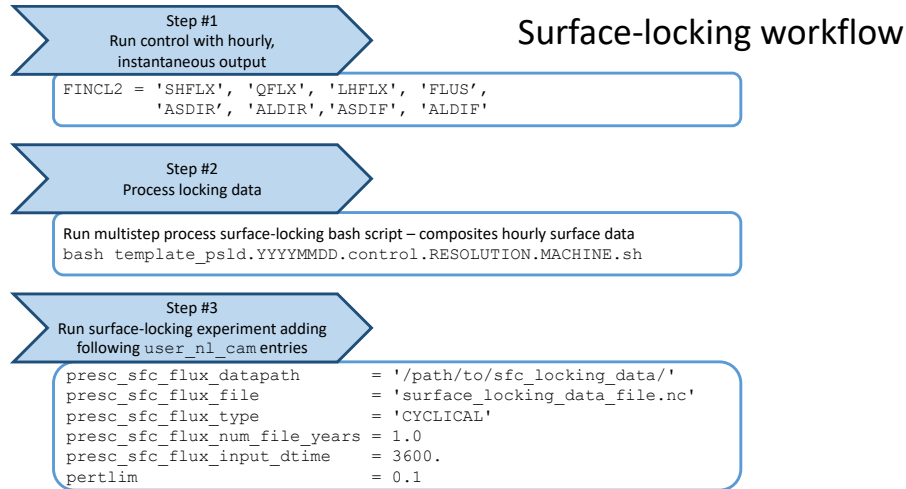 Surface-locking workflow
Step #1
Run control with hourly,
instantaneous output
FINCL2 = 'SHFLX', 'QFLX', 'LHFLX', 'FLUS’,
'ASDIR’, 'ALDIR','ASDIF', 'ALDIF'
Step #2
Process locking data
Run multistep process surface-locking bash script – composites hourly surface data
bash template_psld.YYYYMMDD.control.RESOLUTION.MACHINE.sh
Step #3
Run surface-locking experiment adding
following user_nl_cam entries
presc_sfc_flux_datapath = '/path/to/sfc_locking_data/'
presc_sfc_flux_file = 'surface_locking_data_file.nc'
presc_sfc_flux_type = 'CYCLICAL'
presc_sfc_flux_num_file_years = 1.0
presc_sfc_flux_input_dtime = 3600.
pertlim = 0.1